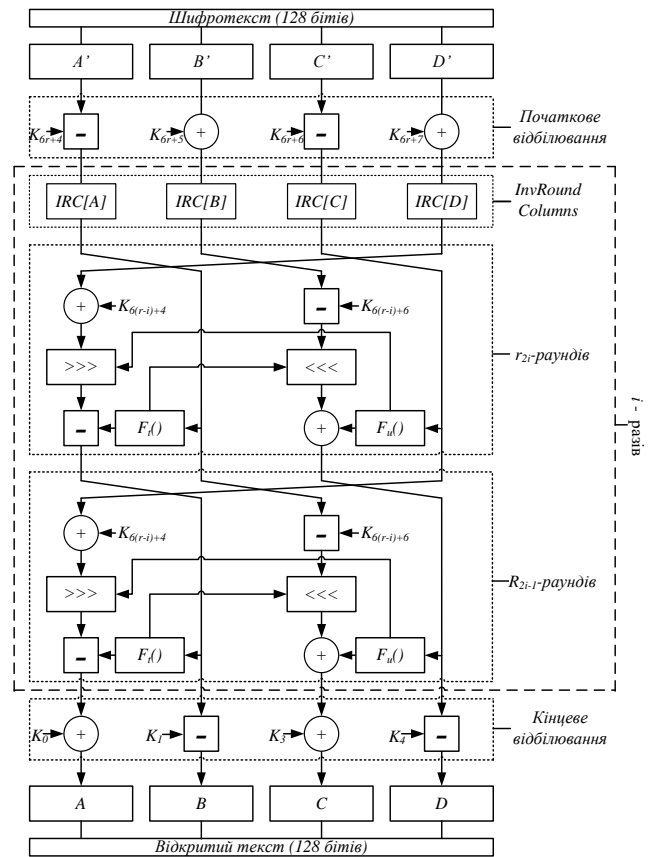 Шифротекст (128 бітів)
A’ B’ C’ D’
K6r+4 - K6r+5 + K6r+6 - K6r+7 +
Початкове
відбілювання
IRC[A] IRC[B] IRC[C] IRC[D]
InvRound
Columns
+ K6(r-i)+4 - K6(r-i)+6
>>> <<<
r2i-раундів
- Ft() + Fu()
i - разів
+ K6(r-i)+4 - K6(r-i)+6
>>> <<<
R2i-1-раундів
- Ft() + Fu()
K0 + K1 - K3 + K4 -
Кінцеве
відбілювання
A B C D
Відкритий текст (128 бітів)